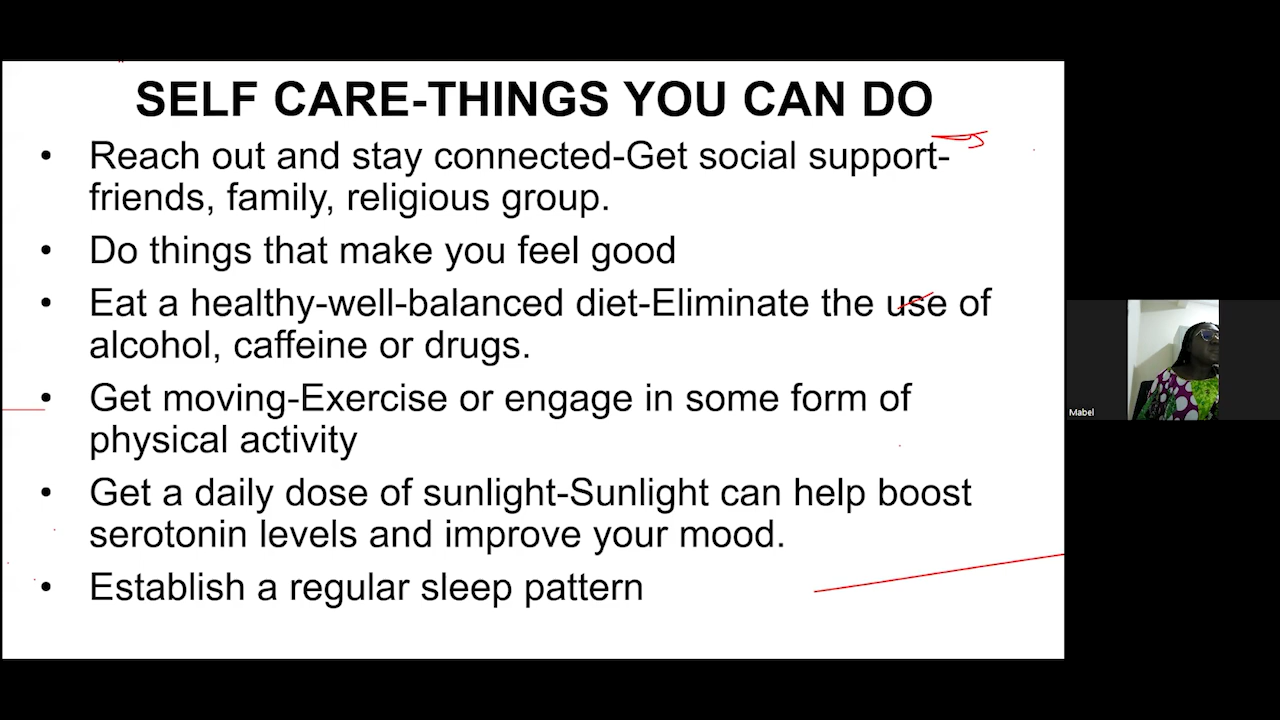 SELF CARE-THINGS YOU CAN DO
• Reach out and stay connected-Get social support-
friends, family, religious group.
• Do things that make you feel good
• Eat a healthy-well-balanced diet-Eliminate the use of
alcohol, caffeine or drugs.
• Get moving-Exercise or engage in some form of
physical activity
• Get a daily dose of sunlight-Sunlight can help boost
serotonin levels and improve your mood.
• Establish a regular sleep pattern
Mabel